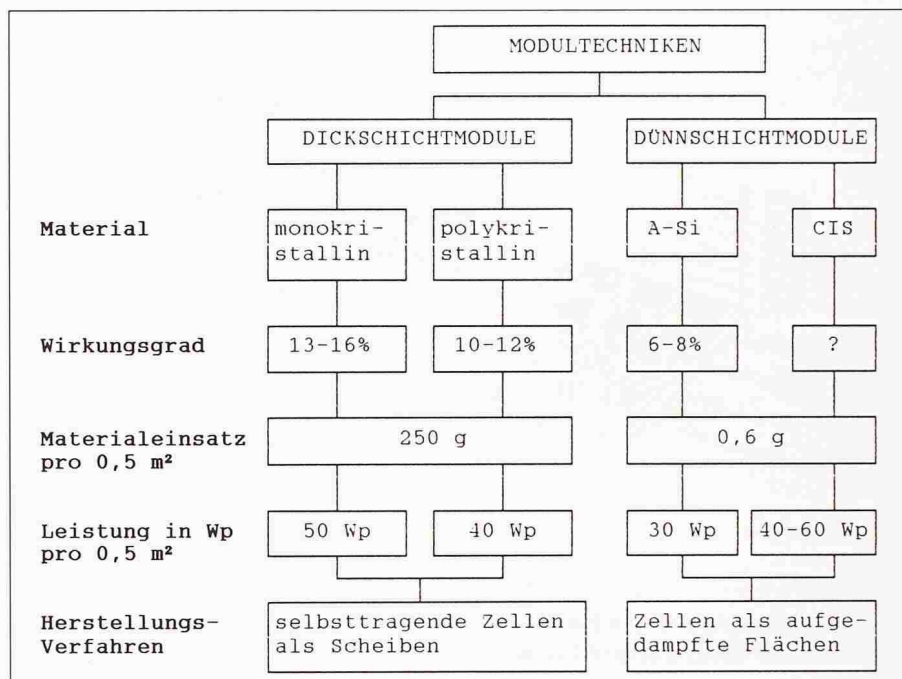 MODULTECHNIKEN
DICKSCHICHTMODULE
DÜNNSCHICHTMODULE
Material
monokri-
stallin
polykri-
stallin
A-Si
CIS
Wirkungsgrad
13-16%
10-12%
6-8%
?
Materialeinsatz
pro 0,5 m²
250 g
0,6 g
Leistung in Wp
pro 0,5 m²
50 Wp
40 Wp
30 Wp
40-60 Wp
Herstellungs-
Verfahren
selbsttragende Zellen
als Scheiben
Zellen als aufge-
dampfte Flächen